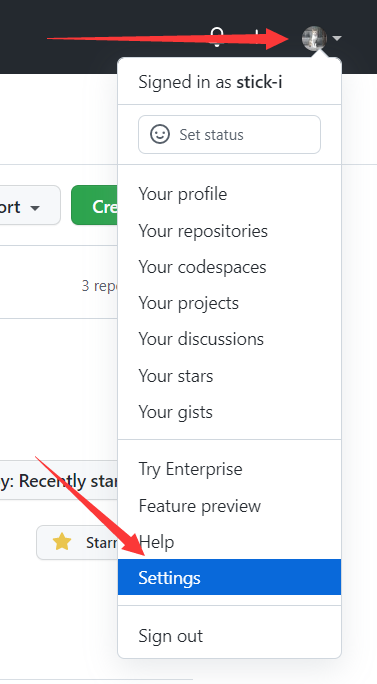 Signed in as stick-i
Set status
Your profile
ort
Cre
Your repositories
Your codespaces
3 repo
Your projects
Your discussions
Your stars
Your gists
Try Enterprise
y: Recently star
Feature preview
Starr
Help
Settings
Sign out